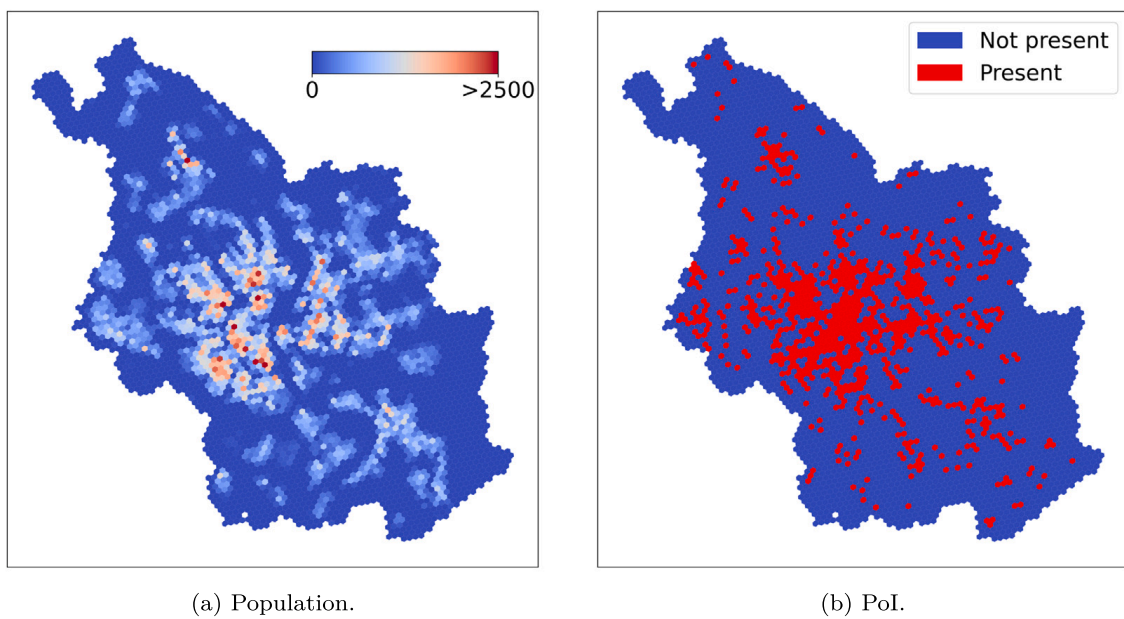 0
>2500
Not present
Present
(a) Population.
(b) PoI.